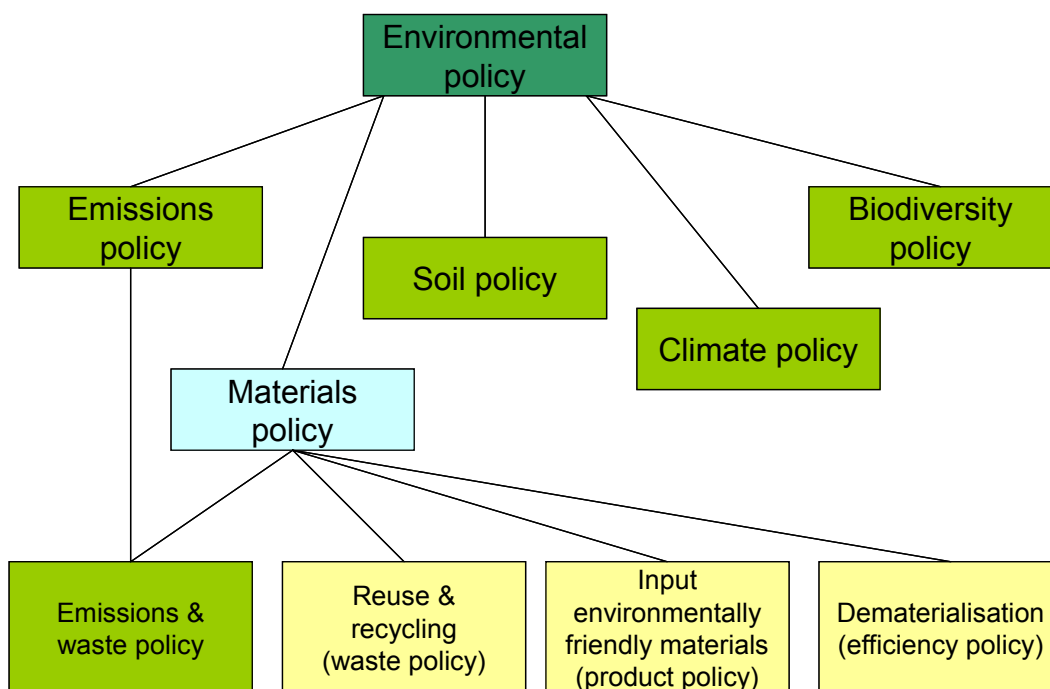 Environmental
policy
Emissions
policy
Biodiversity
policy
Soil policy
Climate policy
Materials
policy
Emissions &
waste policy
Reuse &
recycling
(waste policy)
Input
environmentally
friendly materials
(product policy)
Dematerialisation
(efficiency policy)